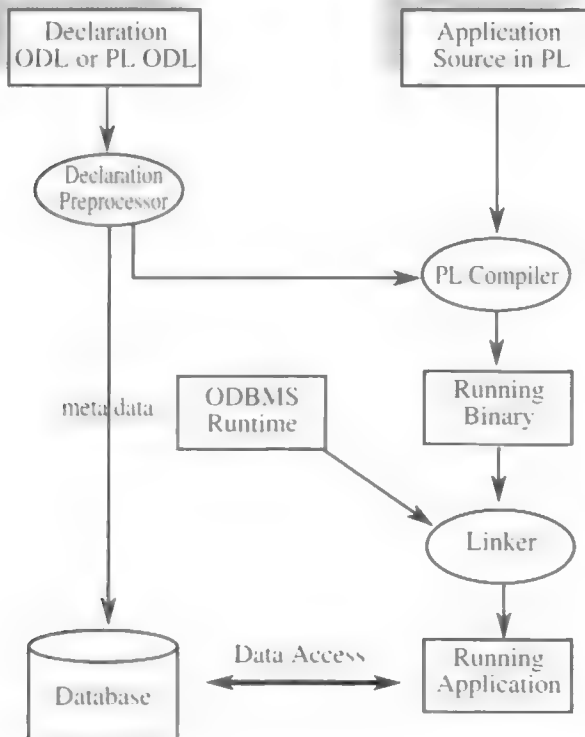 Declaration
ODL or PL ODL
Application
Source in PL
Declaration
Preprocessor
PL Compiler
meta data
ODBMS
Runtime
Running
Binary
Linker
Data Access
Database
Running
Application